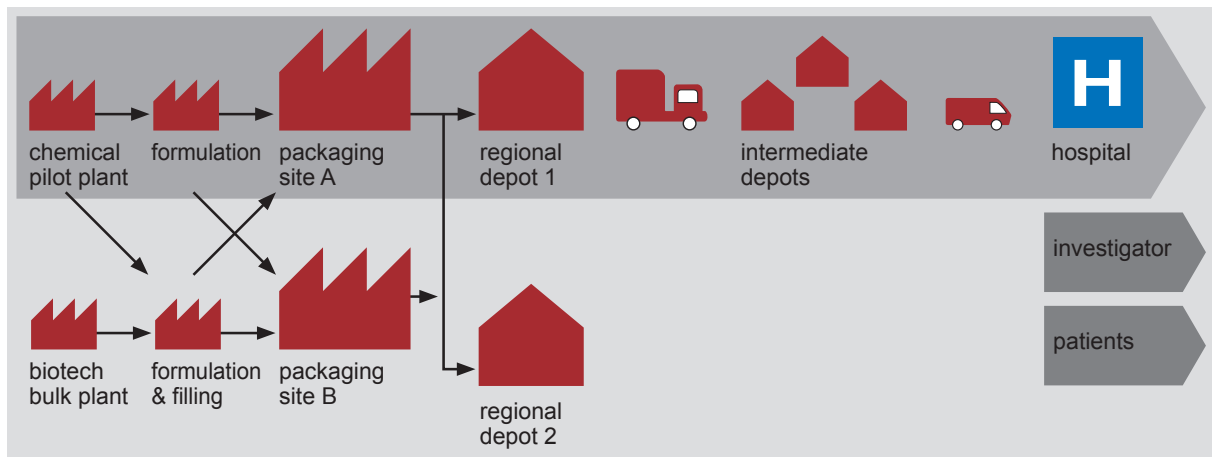 H
chemical
pilot plant
formulation
packaging
site A
regional
depot 1
intermediate
depots
hospital
investigator
patients
biotech
bulk plant
formulation
& filling
packaging
site B
regional
depot 2